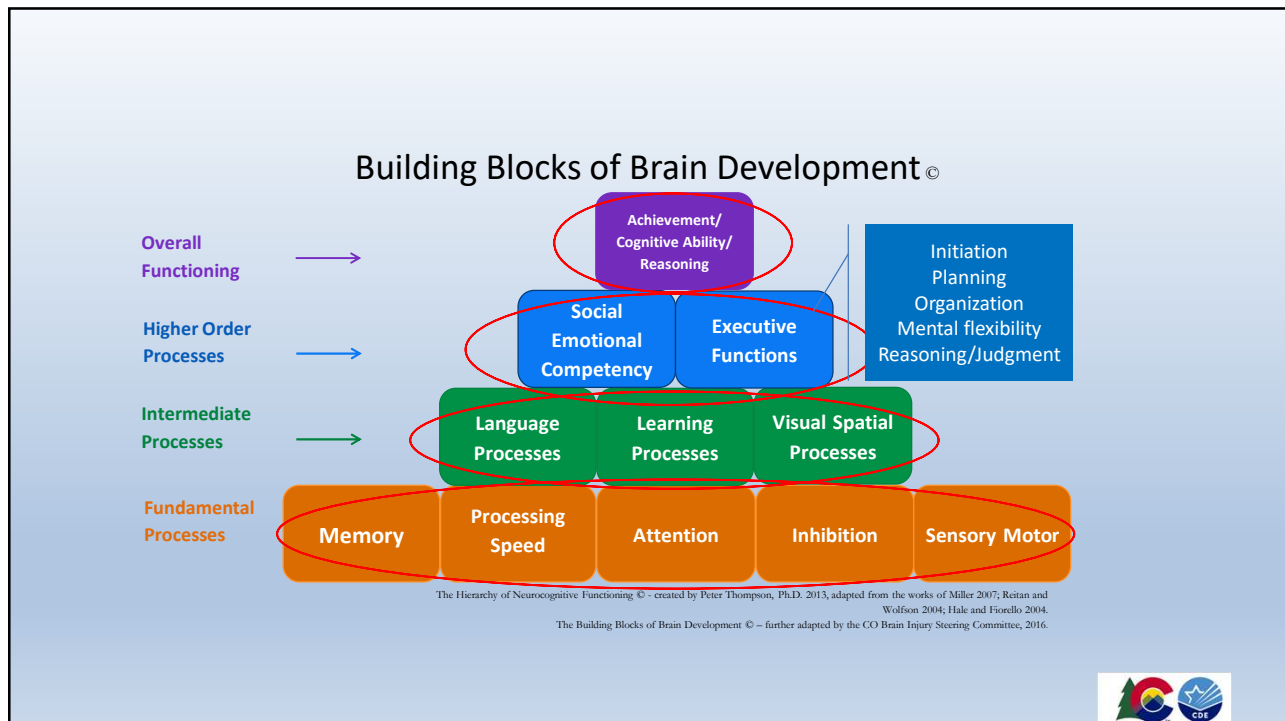 Building Blocks of Brain Development ©
Achievement/
Cognitive Ability/
Reasoning
Overall
Functioning
Initiation
Planning
Organization
Mental flexibility
Reasoning/Judgment
Higher Order
Processes
Social
Emotional
Competency
Executive
Functions
Intermediate
Processes
Language
Processes
Learning
Processes
Visual Spatial
Processes
Fundamental
Processes
Memory
Processing
Speed
Attention
Inhibition
Sensory Motor
The Hierarchy of Neurocognitive Functioning © - created by Peter Thompson, Ph.D. 2013, adapted from the works of Miller 2007; Reitan and
Wolfson 2004; Hale and Fiorello 2004.
The Building Blocks of Brain Development © – further adapted by the CO Brain Injury Steering Committee, 2016.
CDE